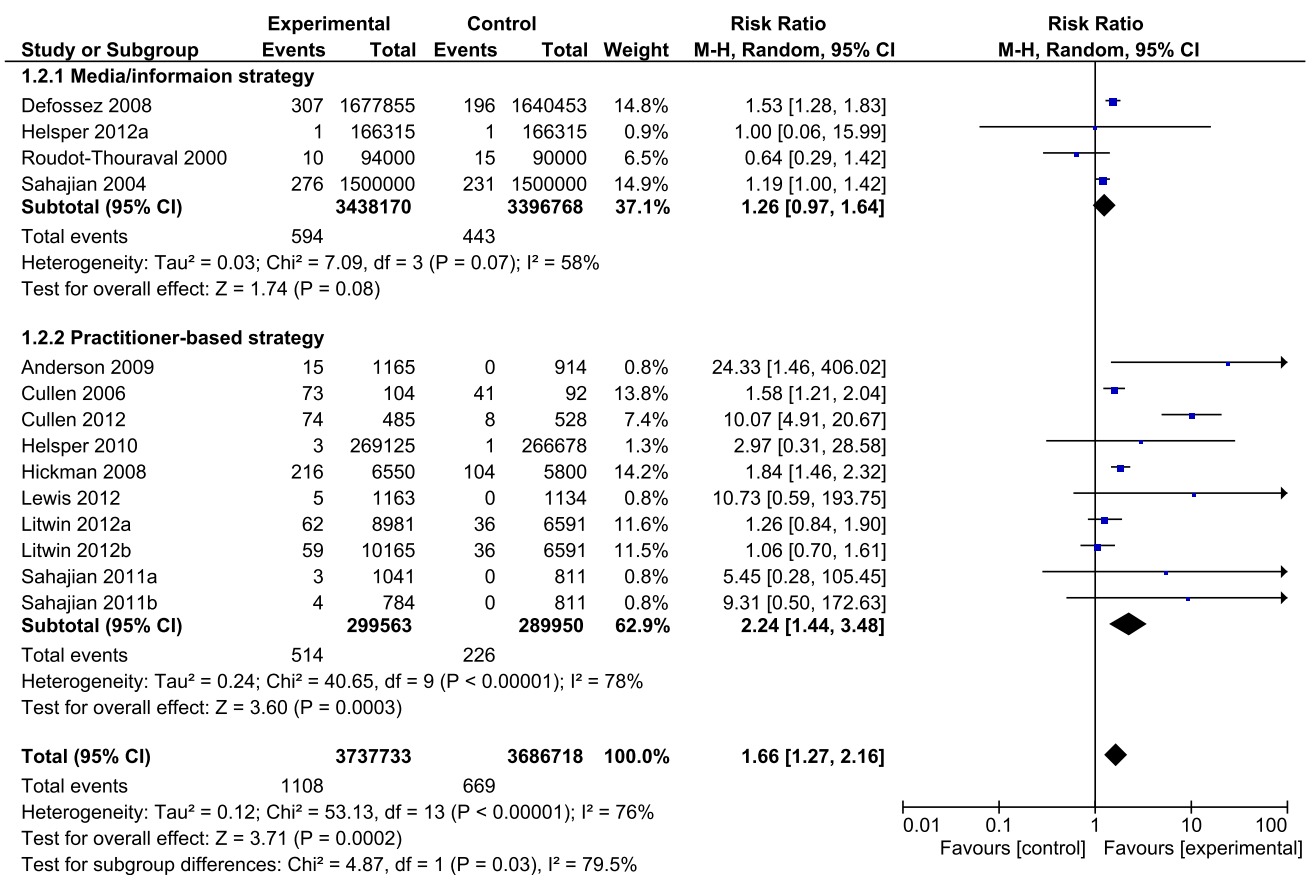 Experimental Control Risk Ratio Risk Ratio
Study or Subgroup Events Total Events Total Weight M-H, Random, 95% CI M-H, Random, 95% CI
1.2.1 Media/informaion strategy
Defossez 2008 307 1677855 196 1640453 14.8% 1.53 [1.28, 1.83]
Helsper 2012a 1 166315 1 166315 0.9% 1.00 [0.06, 15.99]
Roudot-Thouraval 2000 10 94000 15 90000 6.5% 0.64 [0.29, 1.42]
Sahajian 2004 276 1500000 231 1500000 14.9% 1.19 [1.00, 1.42]
Subtotal (95% CI) 3438170 3396768 37.1% 1.26 [0.97, 1.64]
Total events 594 443
Heterogeneity: Tau² = 0.03; Chi² = 7.09, df = 3 (P = 0.07); I² = 58%
Test for overall effect: Z = 1.74 (P = 0.08)
1.2.2 Practitioner-based strategy
Anderson 2009 15 1165 0 914 0.8% 24.33 [1.46, 406.02]
Cullen 2006 73 104 41 92 13.8% 1.58 [1.21, 2.04]
Cullen 2012 74 485 8 528 7.4% 10.07 [4.91, 20.67]
Helsper 2010 3 269125 1 266678 1.3% 2.97 [0.31, 28.58]
Hickman 2008 216 6550 104 5800 14.2% 1.84 [1.46, 2.32]
Lewis 2012 5 1163 0 1134 0.8% 10.73 [0.59, 193.75]
Litwin 2012a 62 8981 36 6591 11.6% 1.26 [0.84, 1.90]
Litwin 2012b 59 10165 36 6591 11.5% 1.06 [0.70, 1.61]
Sahajian 2011a 3 1041 0 811 0.8% 5.45 [0.28, 105.45]
Sahajian 2011b 4 784 0 811 0.8% 9.31 [0.50, 172.63]
Subtotal (95% CI) 299563 289950 62.9% 2.24 [1.44, 3.48]
Total events 514 226
Heterogeneity: Tau² = 0.24; Chi² = 40.65, df = 9 (P < 0.00001); I² = 78%
Test for overall effect: Z = 3.60 (P = 0.0003)
Total (95% CI) 3737733 3686718 100.0% 1.66 [1.27, 2.16]
Total events 1108 669
Heterogeneity: Tau² = 0.12; Chi² = 53.13, df = 13 (P < 0.00001); I² = 76%
Test for overall effect: Z = 3.71 (P = 0.0002)
Test for subgroup differences: Chi² = 4.87, df = 1 (P = 0.03), I² = 79.5%
0.01 0.1 1 10 100
Favours [control] Favours [experimental]